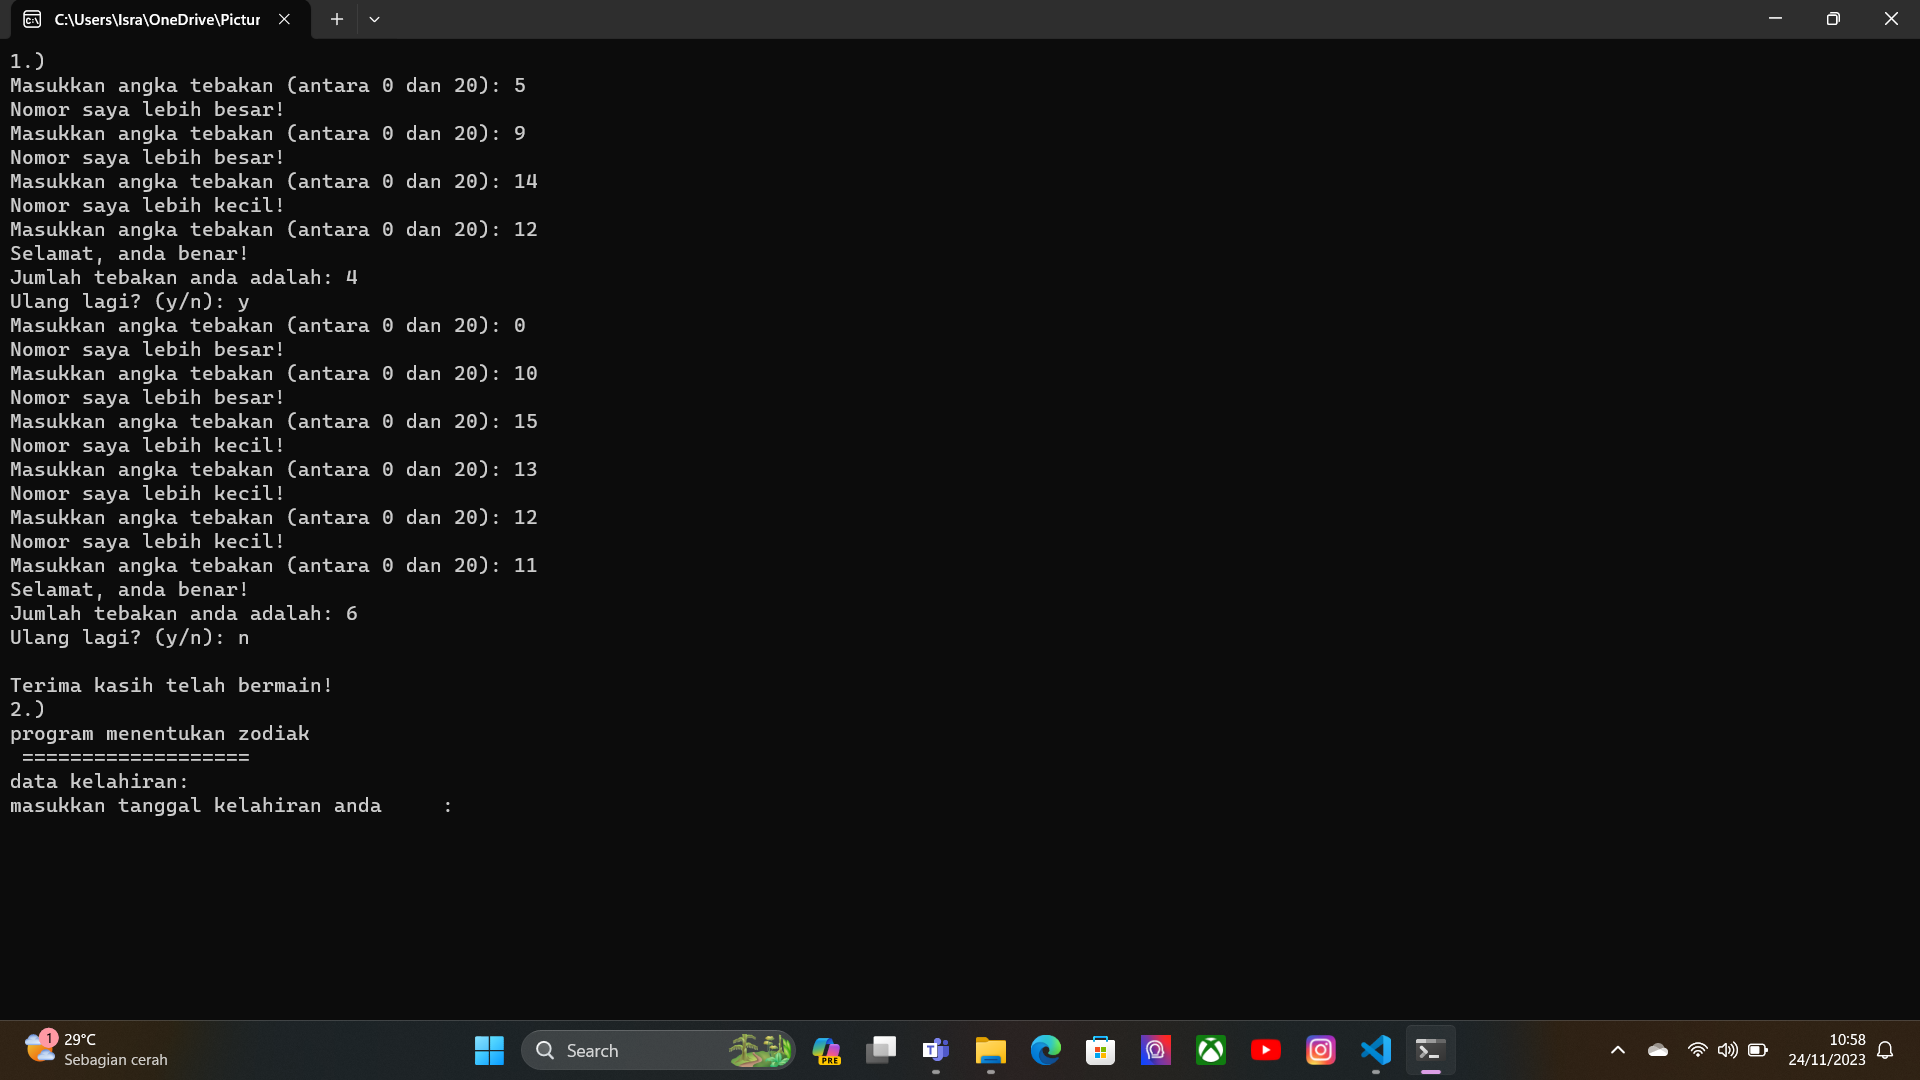 C:\Users\Isra\OneDrive\Pictur
1.)
Masukkan angka tebakan (antara 0 dan 20): 5
Nomor saya lebih besar!
Masukkan angka tebakan (antara 0 dan 20): 9
Nomor saya lebih besar!
Masukkan angka tebakan (antara 0 dan 20): 14
Nomor saya lebih kecil!
Masukkan angka tebakan (antara 0 dan 20): 12
Selamat, anda benar!
Jumlah tebakan anda adalah: 4
Ulang lagi? (y/n): y
Masukkan angka tebakan (antara 0 dan 20): 0
Nomor saya lebih besar!
Masukkan angka tebakan (antara 0 dan 20): 10
Nomor saya lebih besar!
Masukkan angka tebakan (antara 0 dan 20): 15
Nomor saya lebih kecil!
Masukkan angka tebakan (antara 0 dan 20): 13
Nomor saya lebih kecil!
Masukkan angka tebakan (antara 0 dan 20): 12
Nomor saya lebih kecil!
Masukkan angka tebakan (antara 0 dan 20): 11
Selamat, anda benar!
Jumlah tebakan anda adalah: 6
Ulang lagi? (y/n): n
Terima kasih telah bermain!
2.)
program menentukan zodiak
===================
data kelahiran:
masukkan tanggal kelahiran anda     :
1
29°C
Sebagian cerah
Search
PRE
10:58
24/11/2023